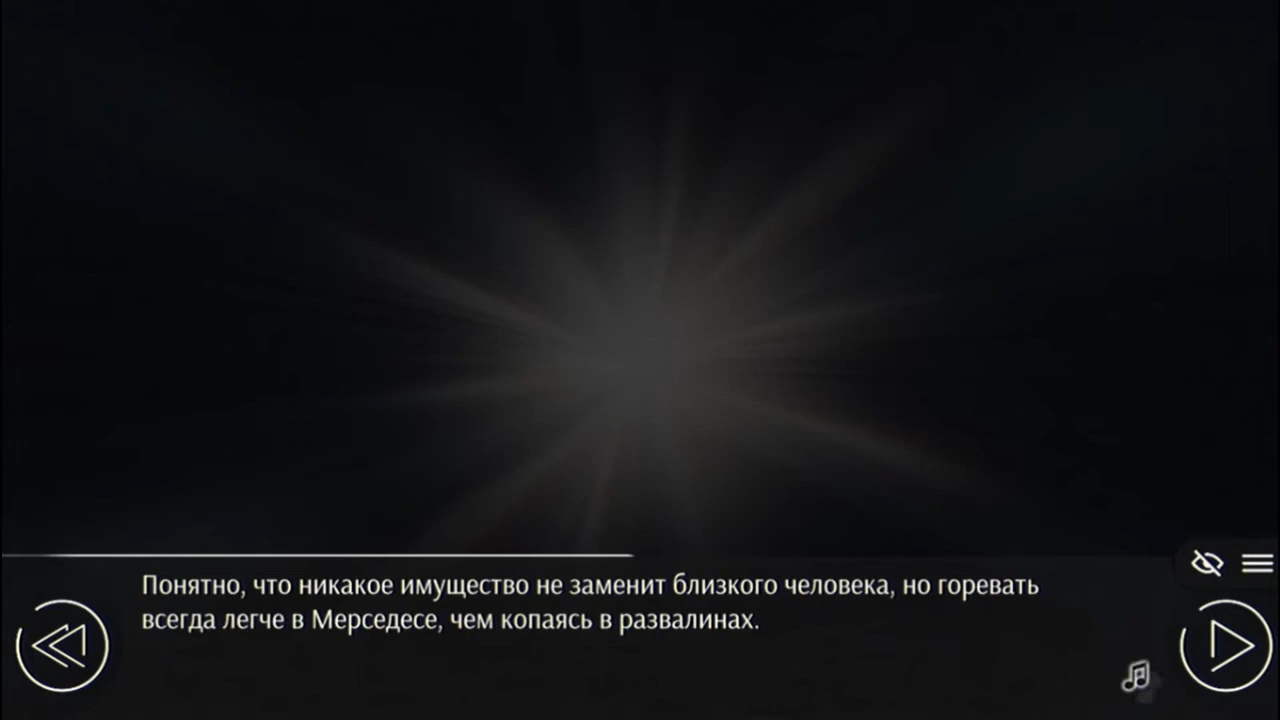 Понятно, что никакое имущество не заменит близкого человека, но горевать
всегда легче в Мерседесе, чем копаясь в развалинах.